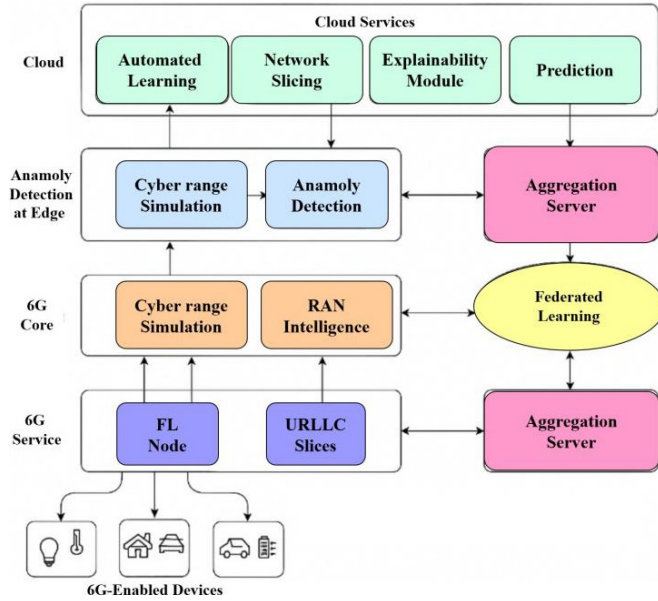 Cloud Services
Cloud
Automated
Learning
Network
Slicing
Explainability
Module
Prediction
Anamoly
Detection
at Edge
Cyber range
Simulation
Anamoly
Detection
Aggregation
Server
6G
Core
Cyber range
Simulation
RAN
Intelligence
Federated
Learning
6G
Service
FL
Node
URLLC
Slices
Aggregation
Server
6G-Enabled Devices